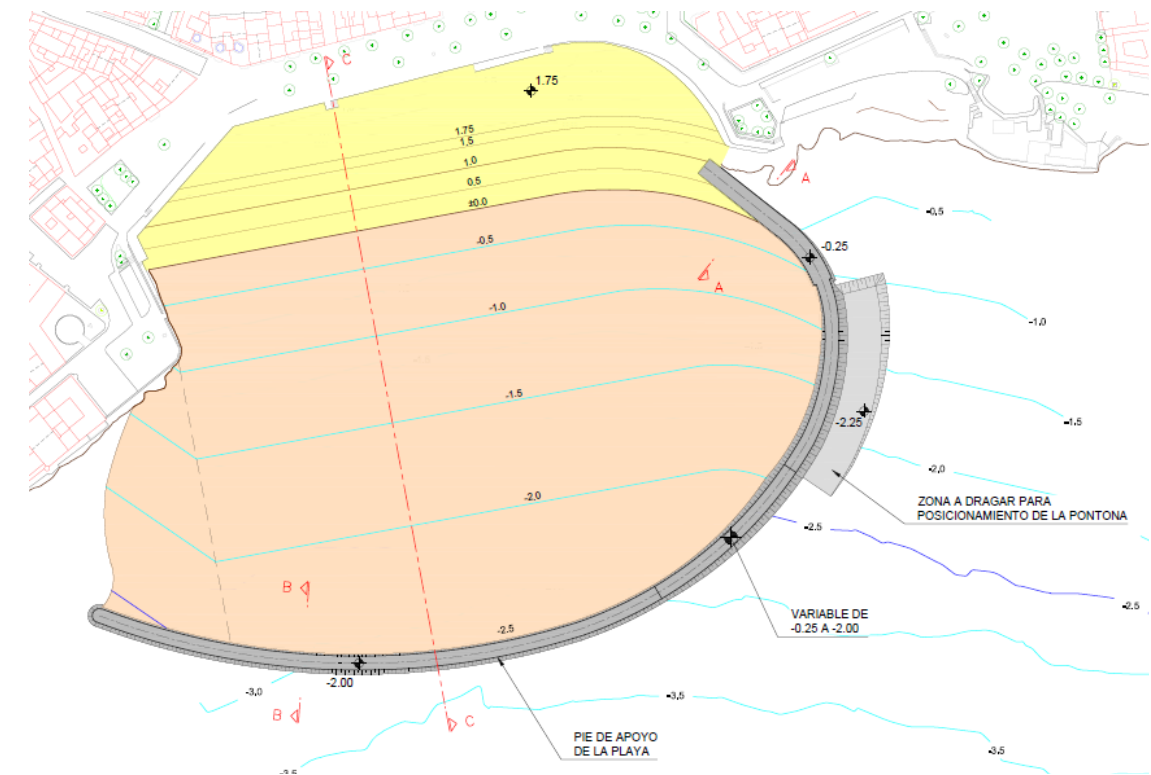 C
1.75
1.75
1.5
1.0
0.5
±0.0
A
-0.5
-0.5
-0.25
A
-1.0
-1.0
-1.5
-1.5
-2.25
-2.0
-2.0
ZONA A DRAGAR PARA
POSICIONAMIENTO DE LA PONTONA
-2.5
B
-2.5
VARIABLE DE
-0.25 A -2.00
-2.5
-2.00
-3.0
-3.5
B
C
PIE DE APOYO
DE LA PLAYA
-3.5
-3.5